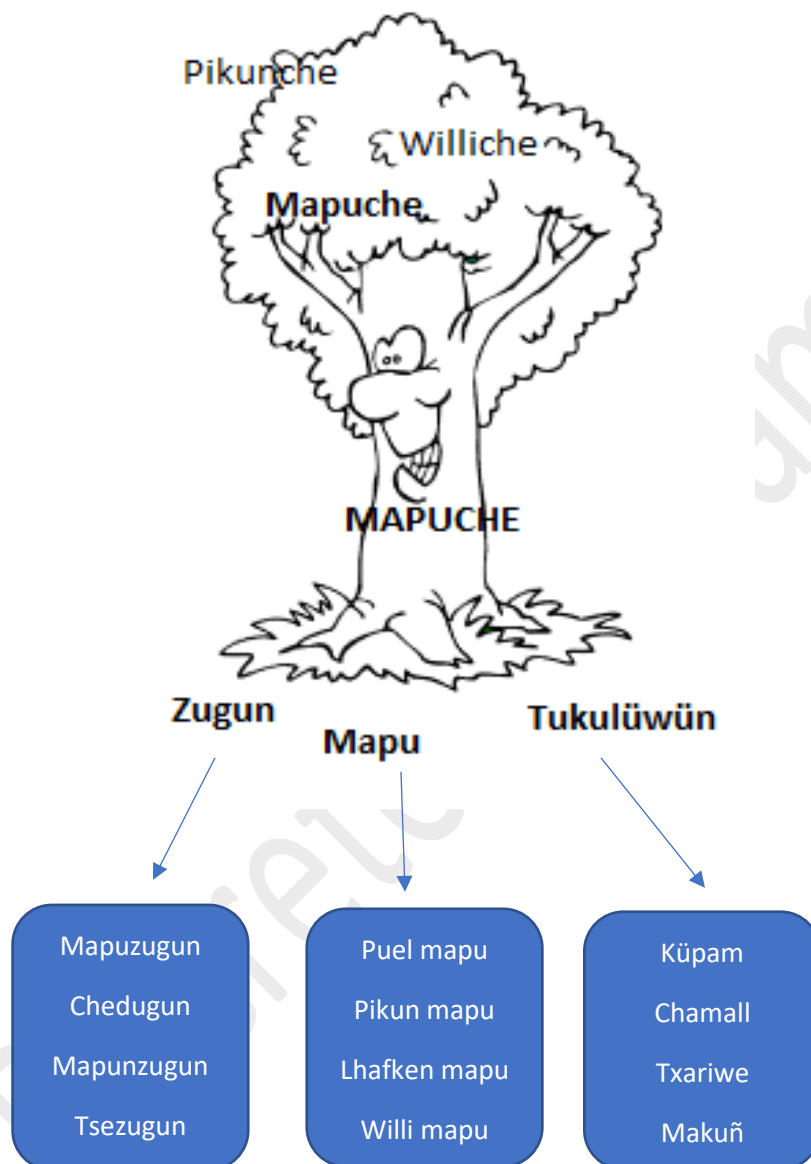 Pikunche
Williche
Mapuche
MAPUCHE
Zugun
Mapu
Tukulüwün
Mapuzugun
Chedugun
Mapunzugun
Tsezugun
Puel mapu
Pikun mapu
Lhafken mapu
Willi mapu
Küpam
Chamall
Txariwe
Makuñ